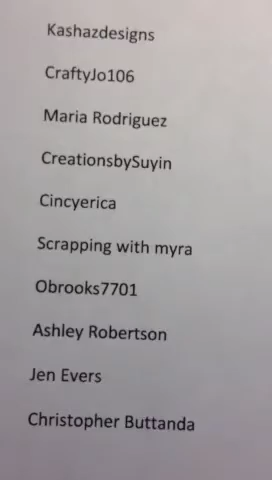 Kashazdesigns
CraftyJo106
Maria Rodriguez
CreationsbySuyin
Cincyerica
Scrapping with myra
Obrooks7701
Ashley Robertson
Jen Evers
Christopher Buttanda